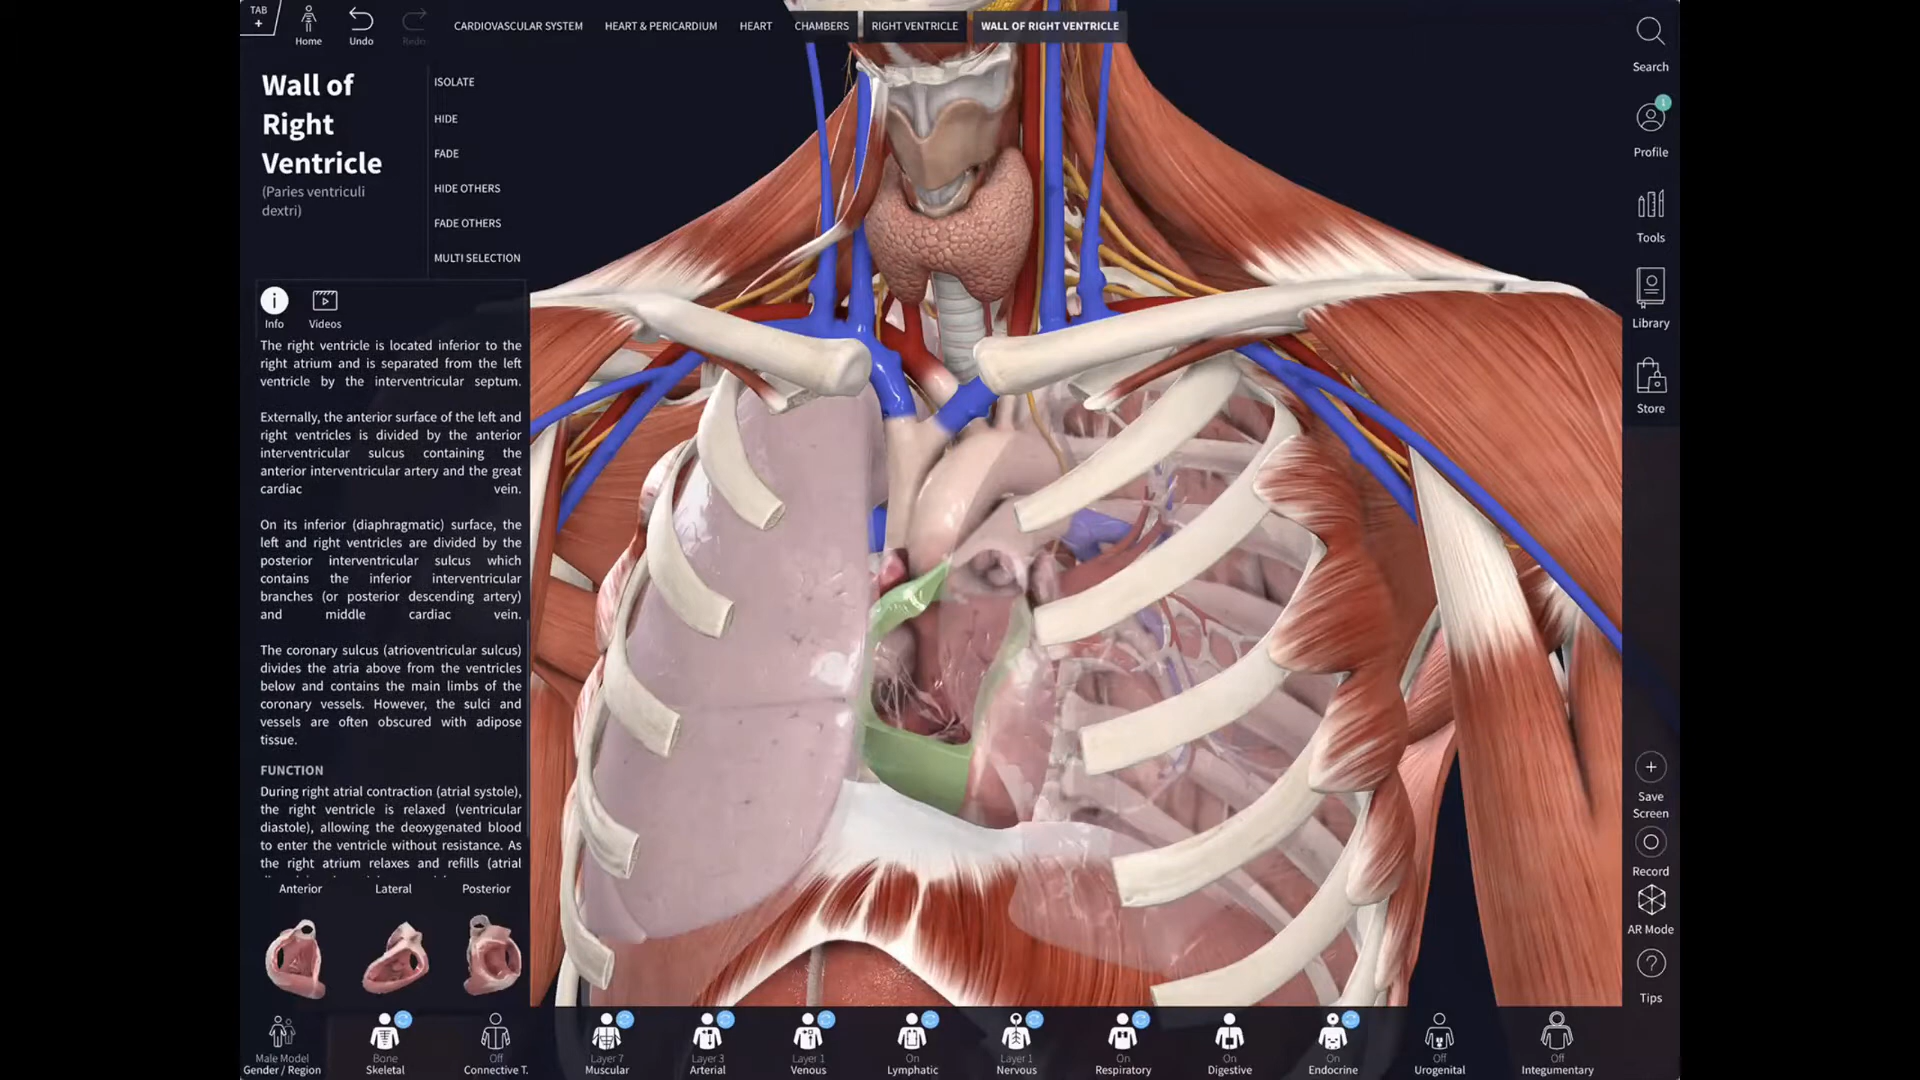 TAB
+
Home
Undo
Redo
CARDIOVASCULAR SYSTEM
HEART & PERICARDIUM
HEART
CHAMBERS
RIGHT VENTRICLE
WALL OF RIGHT VENTRICLE
Wall of
Right
Ventricle
(Paries ventriculi
dextri)
ISOLATE
HIDE
FADE
HIDE OTHERS
FADE OTHERS
MULTI SELECTION
i
Info
Videos
The right ventricle is located inferior to the
right atrium and is separated from the left
ventricle by the interventricular septum.
Externally, the anterior surface of the left and
right ventricles is divided by the anterior
interventricular sulcus containing the
anterior interventricular artery and the great
cardiac vein.
On its inferior (diaphragmatic) surface, the
left and right ventricles are divided by the
posterior interventricular sulcus which
contains the inferior interventricular
branches (or posterior descending artery)
and middle cardiac vein.
The coronary sulcus (atrioventricular sulcus)
divides the atria above from the ventricles
below and contains the main limbs of the
coronary vessels. However, the sulci and
vessels are often obscured with adipose
tissue.
FUNCTION
During right atrial contraction (atrial systole),
the right ventricle is relaxed (ventricular
diastole), allowing the deoxygenated blood
to enter the ventricle without resistance. As
the right atrium relaxes and refills (atrial
Anterior
Lateral
Posterior
Search
1
Profile
Tools
Library
Store
+
Save
Screen
Record
AR Mode
?
Tips
Male Model
Gender / Region
Bone
Skeletal
Off
Connective T.
Layer 7
Muscular
Layer 3
Arterial
Layer 1
Venous
On
Lymphatic
Layer 1
Nervous
On
Respiratory
On
Digestive
On
Endocrine
Off
Urogenital
Off
Integumentary